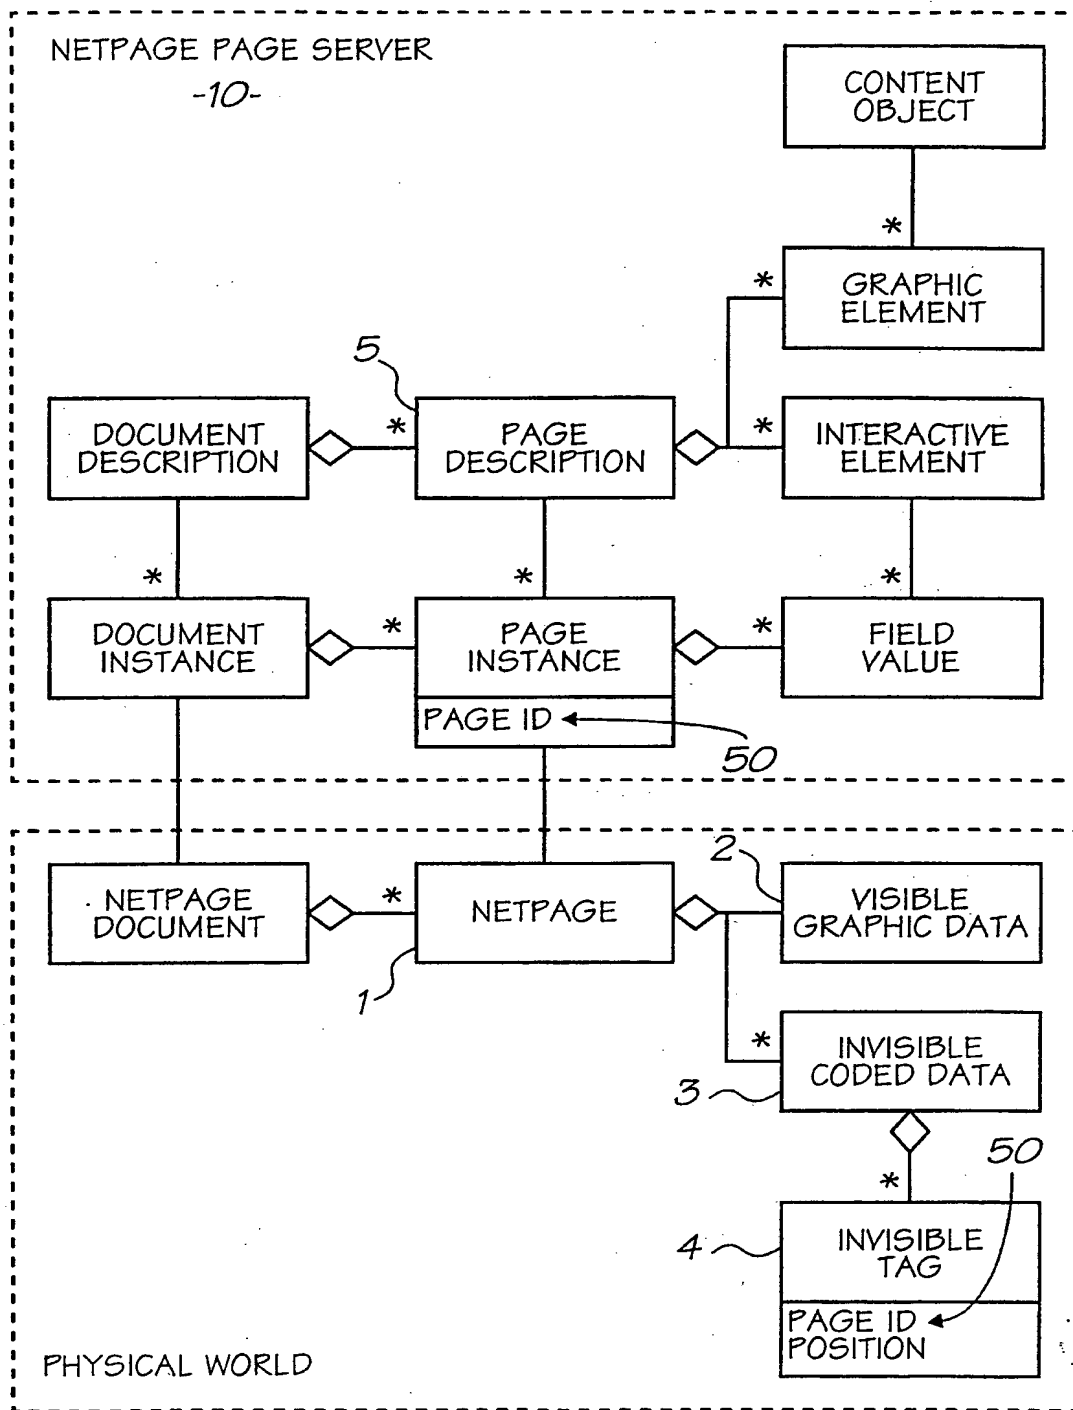 NETPAGE PAGE SERVER
-10-
CONTENT
OBJECT
*
GRAPHIC
ELEMENT
*
5
DOCUMENT
DESCRIPTION
*
PAGE
DESCRIPTION
*
INTERACTIVE
ELEMENT
*
*
*
DOCUMENT
INSTANCE
*
PAGE
INSTANCE
*
FIELD
VALUE
PAGE ID
50
NETPAGE
DOCUMENT
*
NETPAGE
1
2
VISIBLE
GRAPHIC DATA
*
INVISIBLE
CODED DATA
3
*
50
4
INVISIBLE
TAG
PAGE ID
POSITION
PHYSICAL WORLD